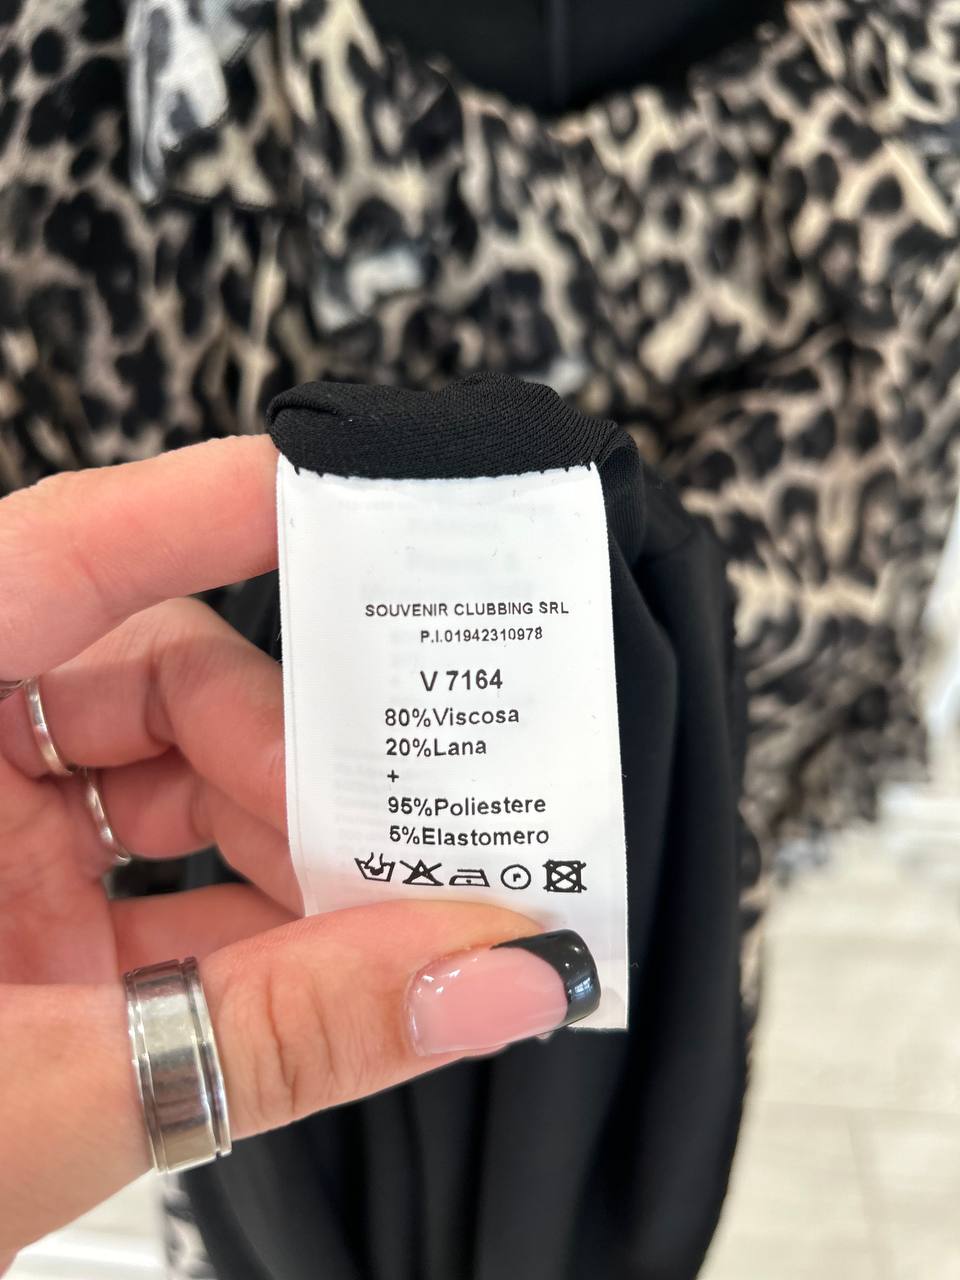 SOUVENIR CLUBBING SRL
P.I.01942310978
V 7164
80%Viscosa
20%Lana
+
95%Poliestere
5%Elastomero
P